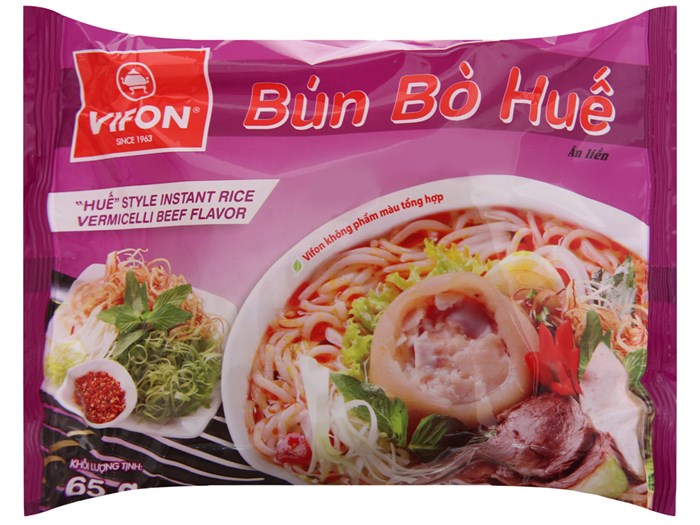 VIFON®
SINCE 1963
Bún Bò Huế
Ăn liền
"HUẾ" STYLE INSTANT RICE
VERMICELLI BEEF FLAVOR
Vifon không phẩm màu tổng hợp
KHỐI LƯỢNG TỊNH:
65 g